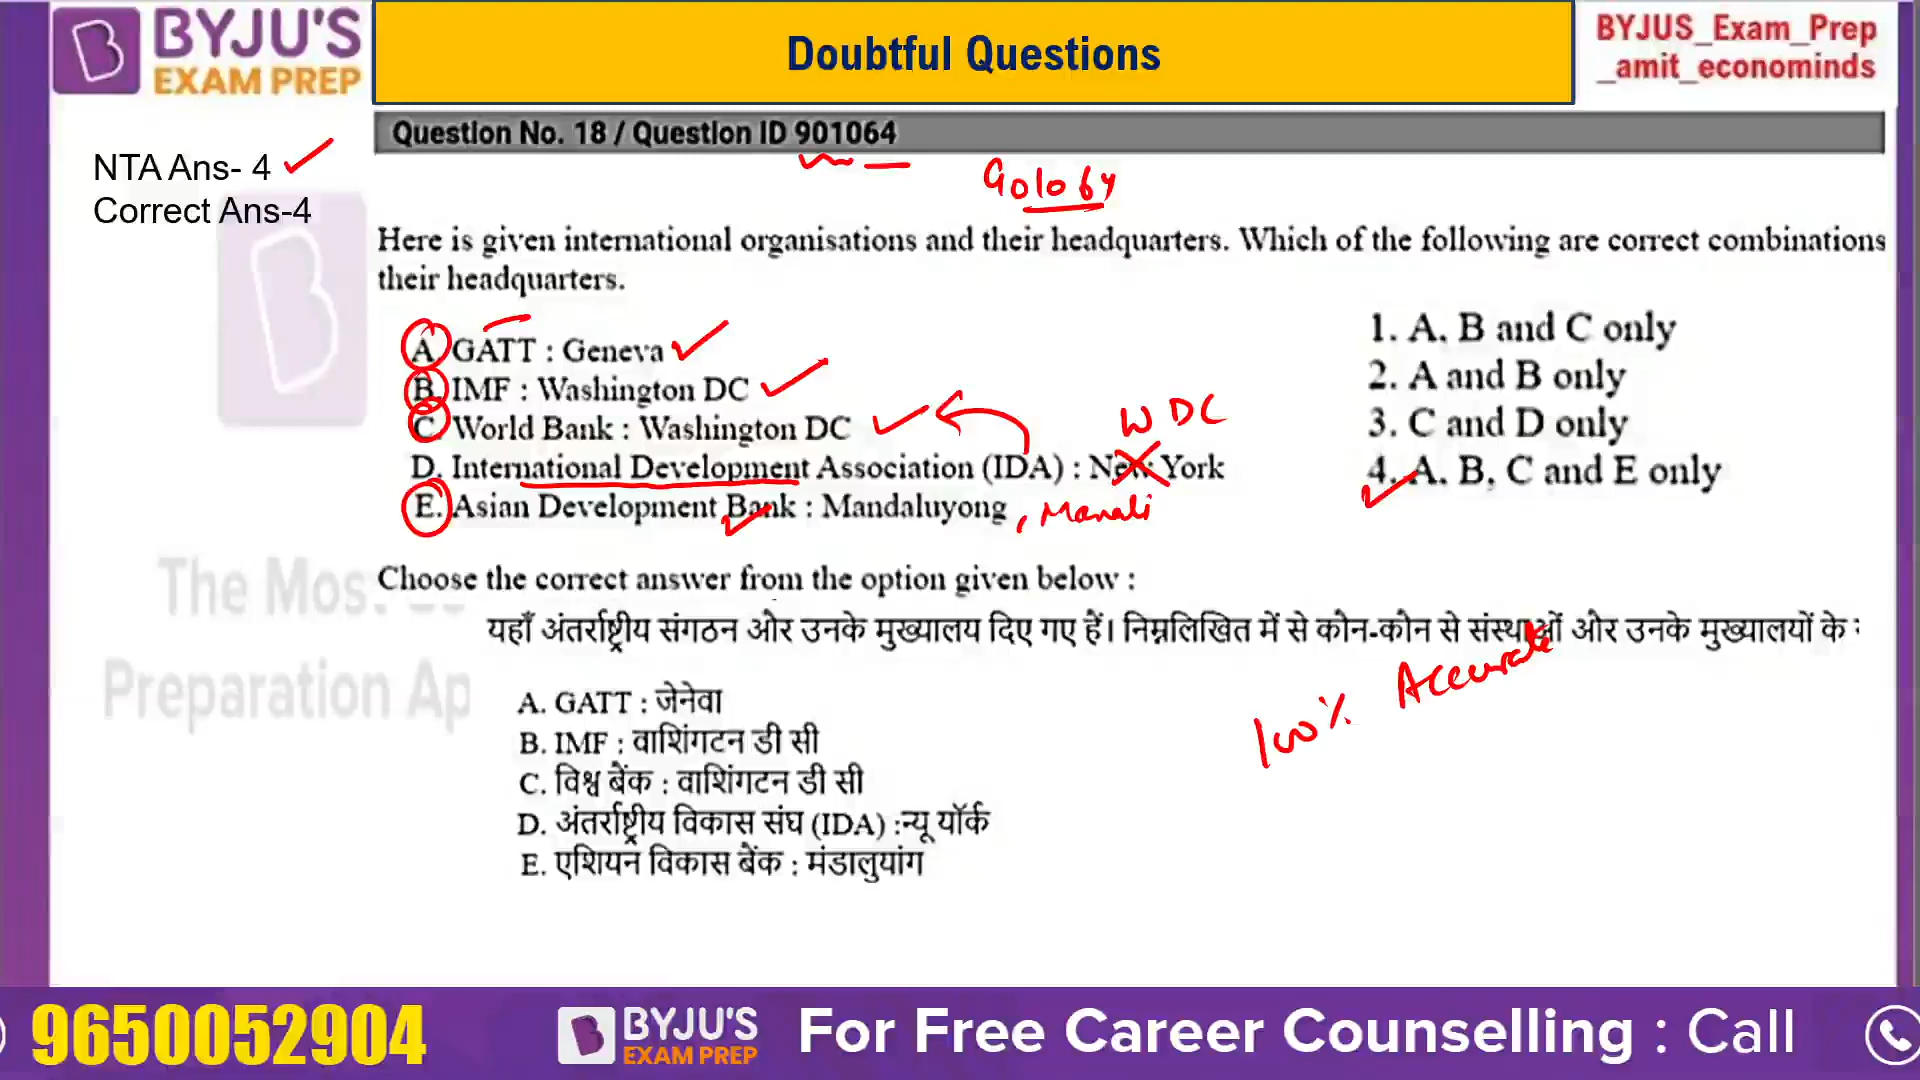 BYJU'S
EXAM PREP
Doubtful Questions
BYJUS_Exam_Prep
_amit_econominds
Question No. 18 / Question ID 901064
NTA Ans- 4
Correct Ans-4
Here is given international organisations and their headquarters. Which of the following are correct combinations
their headquarters.
A. GATT : Geneva
B. IMF : Washington DC
C. World Bank : Washington DC
WDC
D. International Development Association (IDA) : New York
E. Asian Development Bank : Mandaluyong
1. A. B and C only
2. A and B only
3. C and D only
4. A. B, C and E only
Choose the correct answer from the option given below :
The Mos
Preparation Ap
यहाँ अंतर्राष्ट्रीय संगठन और उनके मुख्यालय दिए गए हैं। निम्नलिखित में से कौन-कौन से संस्थाओं और उनके मुख्यालयों के
100% Accurate
A. GATT : जेनेवा
B. IMF : वाशिंगटन डी सी
C. विश्व बैंक : वाशिंगटन डी सी
D. अंतर्राष्ट्रीय विकास संघ (IDA) :न्यू यॉर्क
E. एशियन विकास बैंक : मंडालुयांग
9650052904
BYJU'S
EXAM PREP
For Free Career Counselling : Call